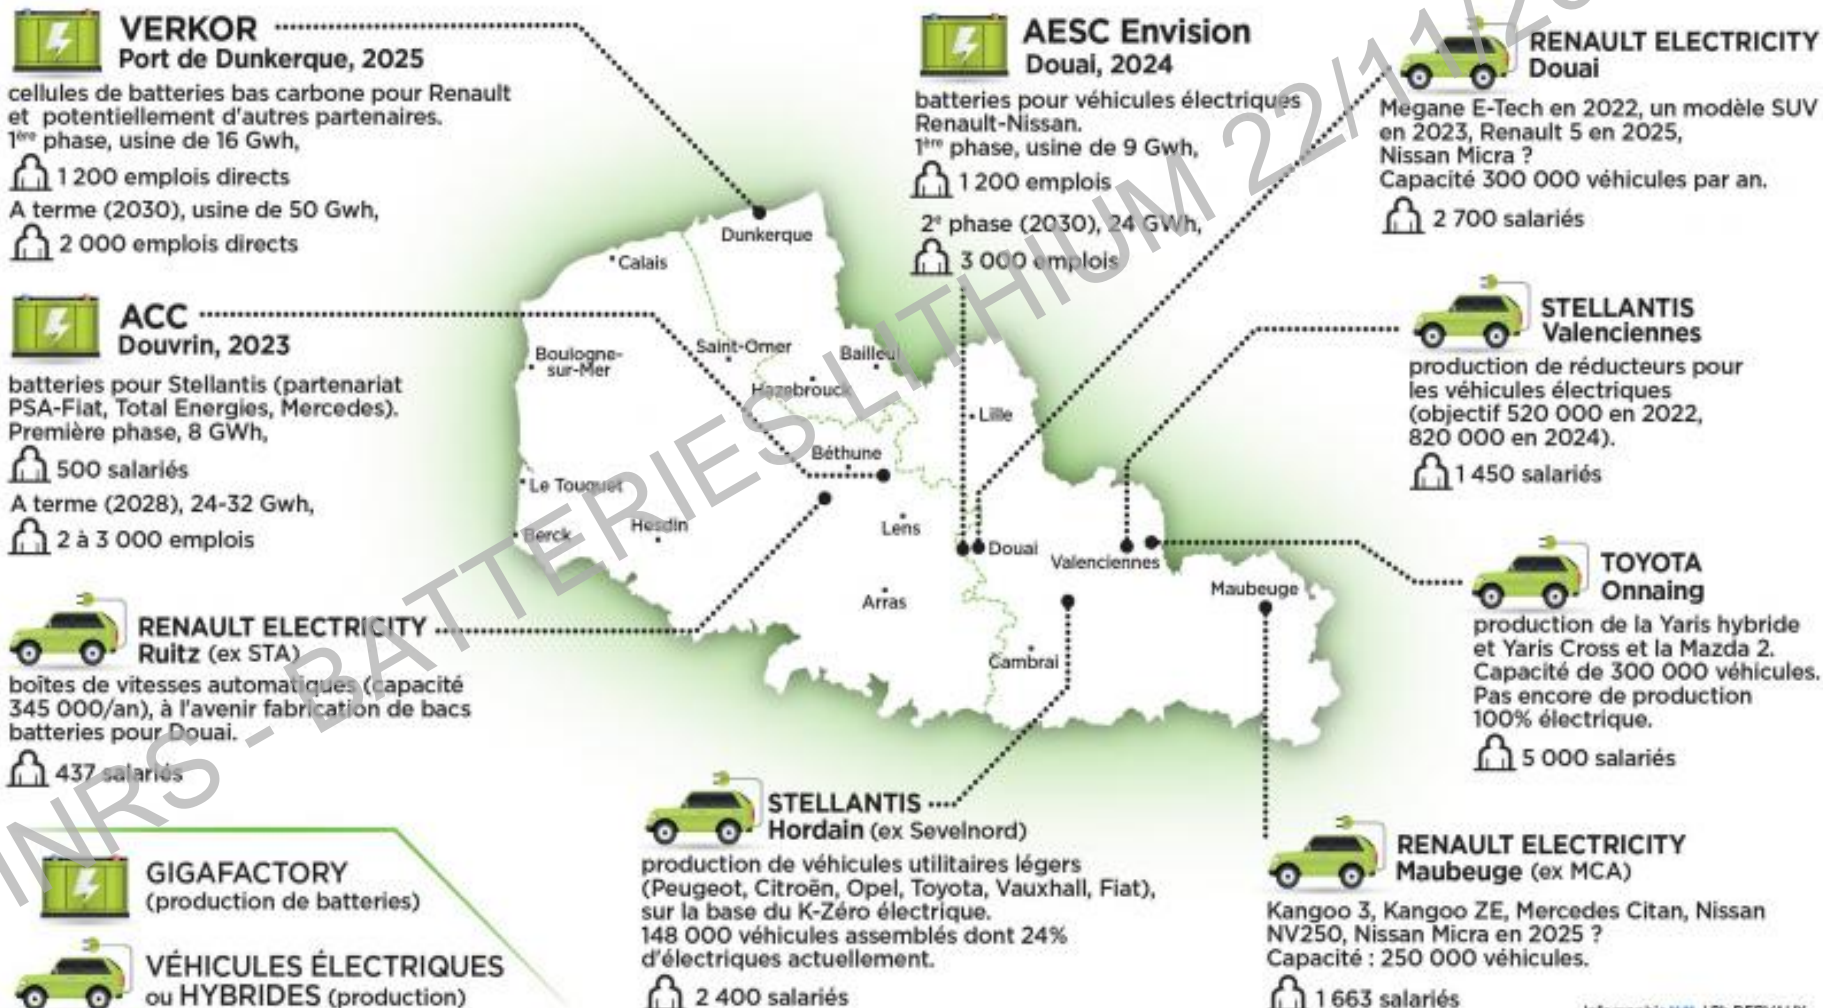 VERKOR
Port de Dunkerque, 2025
cellules de batteries bas carbone pour Renault
et potentiellement d'autres partenaires.
1ère phase, usine de 16 Gwh,
1 200 emplois directs
A terme (2030), usine de 50 Gwh,
2 000 emplois directs
ACC
Douvrin, 2023
batteries pour Stellantis (partenariat
PSA-Fiat, Total Energies, Mercedes).
Première phase, 8 GWh,
500 salariés
A terme (2028), 24-32 Gwh,
2 à 3 000 emplois
RENAULT ELECTRICITY
Ruitz (ex STA)
boîtes de vitesses automatiques (capacité
345 000/an), à l'avenir fabrication de bacs
batteries pour Douai.
437 salariés
GIGAFACTORY
(production de batteries)
VÉHICULES ÉLECTRIQUES
ou HYBRIDES (production)
AESC Envision
Douai, 2024
batteries pour véhicules électriques
Renault-Nissan.
1ère phase, usine de 9 Gwh,
1 200 emplois
2e phase (2030), 24 GWh,
3 000 emplois
RENAULT ELECTRICITY
Douai
Megane E-Tech en 2022, un modèle SUV
en 2023, Renault 5 en 2025,
Nissan Micra ?
Capacité 300 000 véhicules par an.
2 700 salariés
STELLANTIS
Valenciennes
production de réducteurs pour
les véhicules électriques
(objectif 520 000 en 2022,
820 000 en 2024).
1 450 salariés
TOYOTA
Onnaing
production de la Yaris hybride
et Yaris Cross et la Mazda 2.
Capacité de 300 000 véhicules.
Pas encore de production
100% électrique.
5 000 salariés
STELLANTIS
Hordain (ex Sevelnord)
production de véhicules utilitaires légers
(Peugeot, Citroën, Opel, Toyota, Vauxhall, Fiat),
sur la base du K-Zéro électrique.
148 000 véhicules assemblés dont 24%
d'électriques actuellement.
2 400 salariés
RENAULT ELECTRICITY
Maubeuge (ex MCA)
Kangoo 3, Kangoo ZE, Mercedes Citan, Nissan
NV250, Nissan Micra en 2025 ?
Capacité : 250 000 véhicules.
1 663 salariés
Dunkerque
Calais
Saint-Omer
Bailleul
Boulogne-
sur-Mer
Hazebrouck
Lille
Béthune
Le Touquet
Hesdin
Lens
Berck
Douai
Valenciennes
Maubeuge
Arras
Cambrai
INRS - BATTERIES LITHIUM 22/11/20